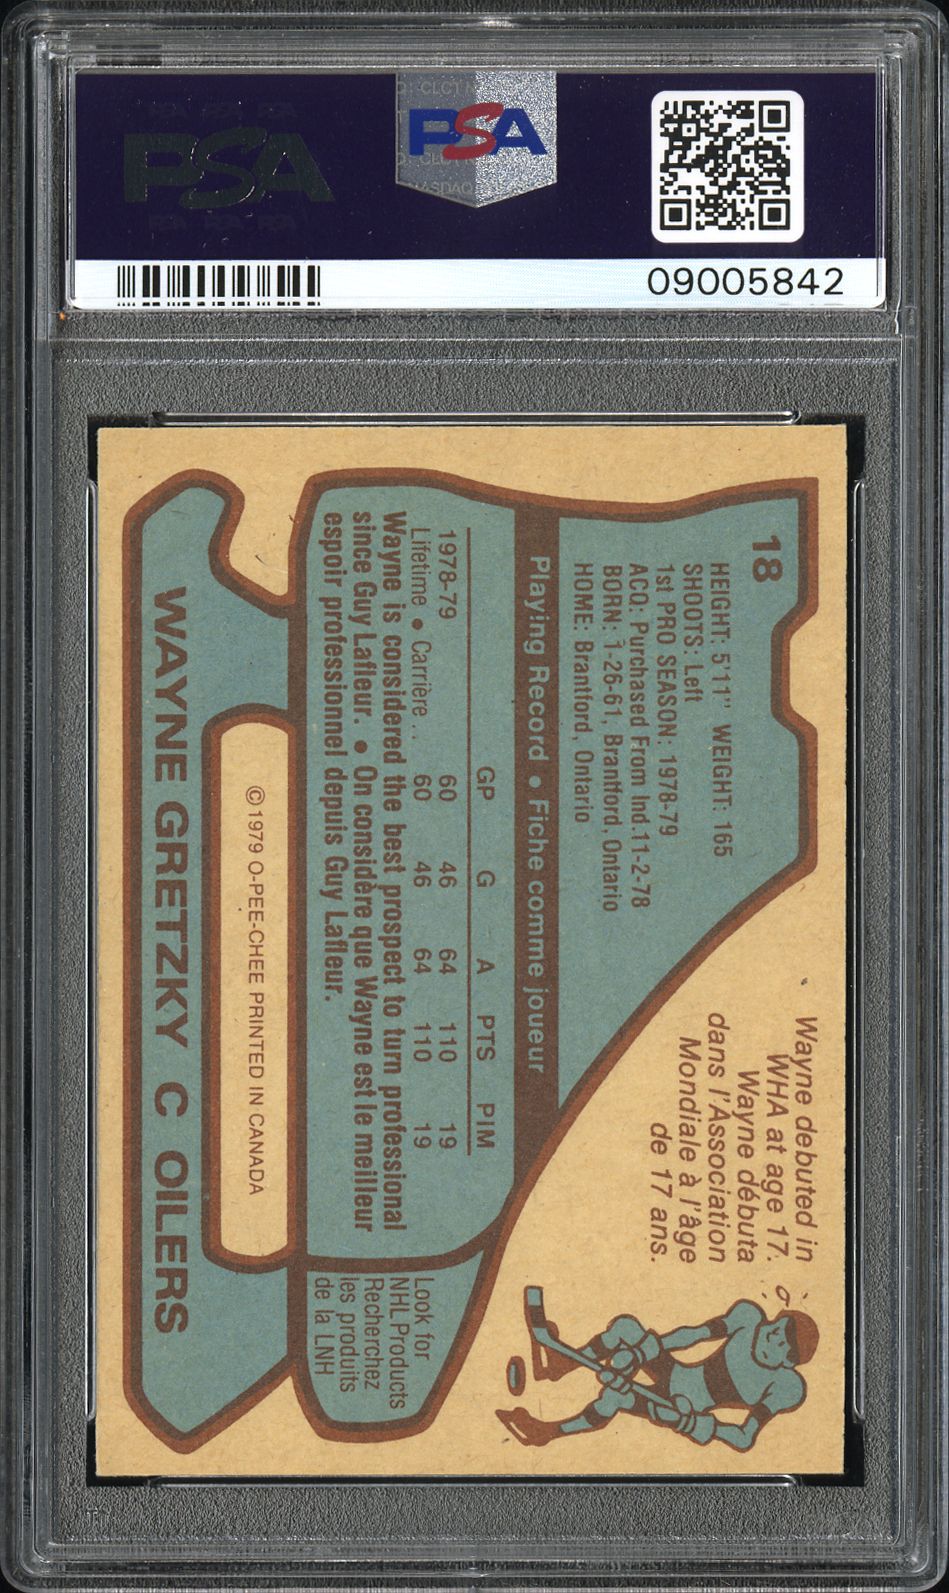 PSA
PSA
09005842
18
HEIGHT: 5'11" WEIGHT: 165
SHOOTS: Left
1st PRO SEASON: 1978-79
ACQ: Purchased From Ind.11-2-78
BORN: 1-26-61, Brantford, Ontario
HOME: Brantford, Ontario
Wayne debuted in
WHA at age 17.
Wayne débuta
dans l'Association
Mondiale à l'âge
de 17 ans.
Playing Record • Fiche comme joueur
GP G A PTS PIM
1978-79 60 46 64 110 19
Lifetime • Carrière . . 60 46 64 110 19
Wayne is considered the best prospect to turn professional
since Guy Lafleur. • On considère que Wayne est le meilleur
espoir professionnel depuis Guy Lafleur.
Look for
NHL Products
Recherchez
les produits
de la LNH
© 1979 O-PEE-CHEE PRINTED IN CANADA
WAYNE GRETZKY C OILERS